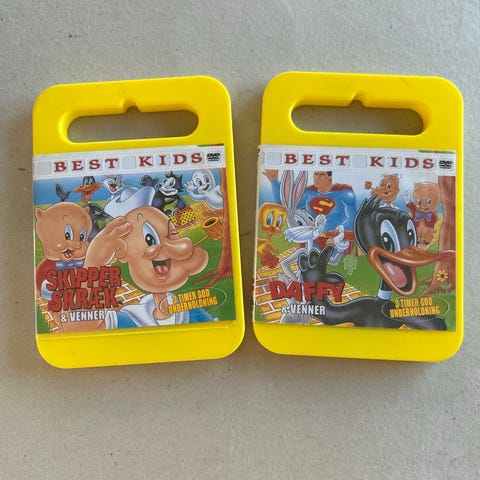 BEST KIDS
DVD
SKIPPER
SKRÆK
& VENNER
3 TIMER GOD
UNDERHOLDNING
BEST KIDS
DVD
S
DAFFY
& VENNER
3 TIMER GOD
UNDERHOLDNING